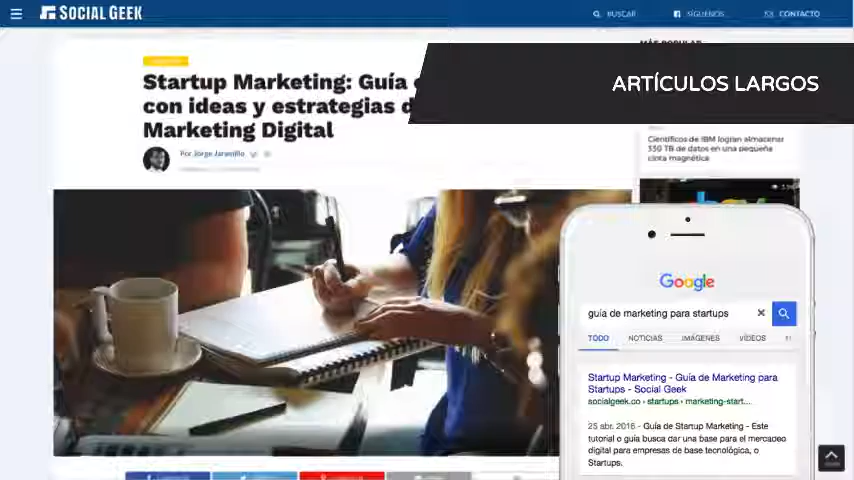 SOCIAL GEEK
BUSCAR
SÍGUENOS
CONTACTO
ARTÍCULOS LARGOS
Startup Marketing: Guía
con ideas y estrategias
Marketing Digital
Por Jorge Jaramillo
Científicos de IBM logran almacenar
330 TB de datos en una pequeña
cinta magnética
Google
guia de marketing para startups
TODO
NOTICIAS
IMÁGENES
VÍDEOS
Startup Marketing - Guía de Marketing para
Startups - Social Geek
socialgeek.co › startups › marketing-start...
25 abr. 2016 - Guía de Startup Marketing - Este
tutorial o guía busca dar una base para el mercadeo
digital para empresas de base tecnológica, o
Startups.